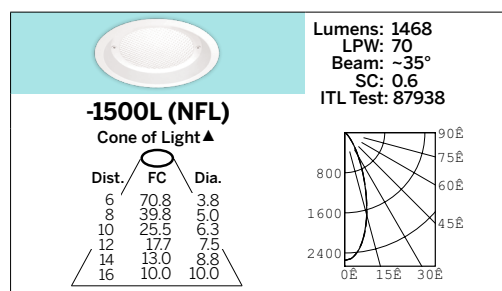 Lumens: 1468
LPW: 70
Beam: ~35°
SC: 0.6
ITL Test: 87938
-1500L (NFL)
Cone of Light▲
Dist. FC Dia.
6 70.8 3.8
8 39.8 5.0
10 25.5 6.3
12 17.7 7.5
14 13.0 8.8
16 10.0 10.0
90Ê
75Ê
800
60Ê
1600
45Ê
2400
0Ê 15Ê 30Ê